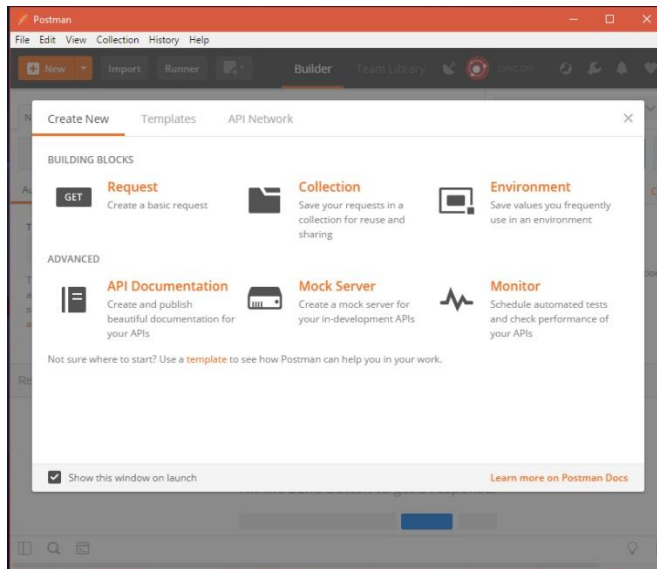 Postman
File Edit View Collection History Help
New Import Runner Builder Team Library
Create New Templates API Network
BUILDING BLOCKS
GET
Request
Create a basic request
Collection
Save your requests in a
collection for reuse and
sharing
Environment
Save values you frequently
use in an environment
ADVANCED
API Documentation
Create and publish
beautiful documentation for
your APIs
Mock Server
Create a mock server for
your in-development APIs
Monitor
Schedule automated tests
and check performance of
your APIs
Not sure where to start? Use a template to see how Postman can help you in your work.
Show this window on launch
Learn more on Postman Docs